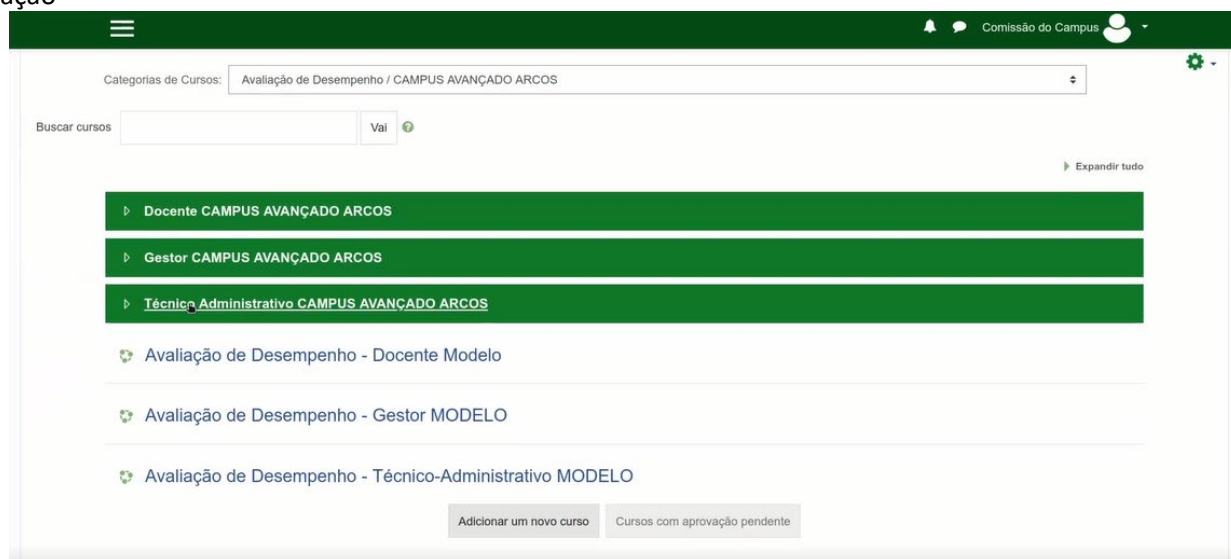 ação
Comissão do Campus
Categorias de Cursos: Avaliação de Desempenho / CAMPUS AVANÇADO ARCOS
Buscar cursos Vai
Expandir tudo
Docente CAMPUS AVANÇADO ARCOS
Gestor CAMPUS AVANÇADO ARCOS
Técnico Administrativo CAMPUS AVANÇADO ARCOS
Avaliação de Desempenho - Docente Modelo
Avaliação de Desempenho - Gestor MODELO
Avaliação de Desempenho - Técnico-Administrativo MODELO
Adicionar um novo curso Cursos com aprovação pendente